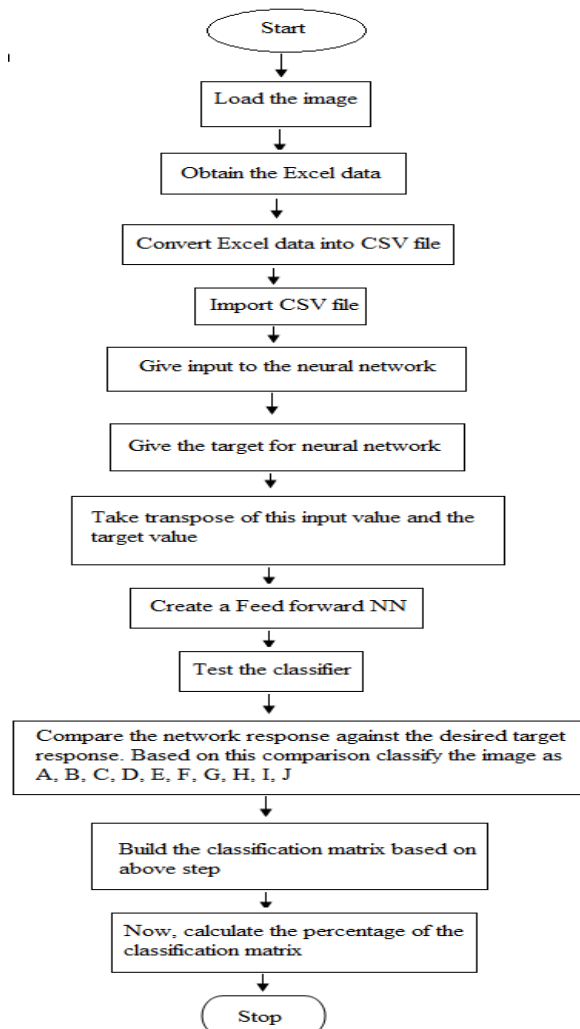 Start
Load the image
Obtain the Excel data
Convert Excel data into CSV file
Import CSV file
Give input to the neural network
Give the target for neural network
Take transpose of this input value and the
target value
Create a Feed forward NN
Test the classifier
Compare the network response against the desired target
response. Based on this comparison classify the image as
A, B, C, D, E, F, G, H, I, J
Build the classification matrix based on
above step
Now, calculate the percentage of the
classification matrix
Stop